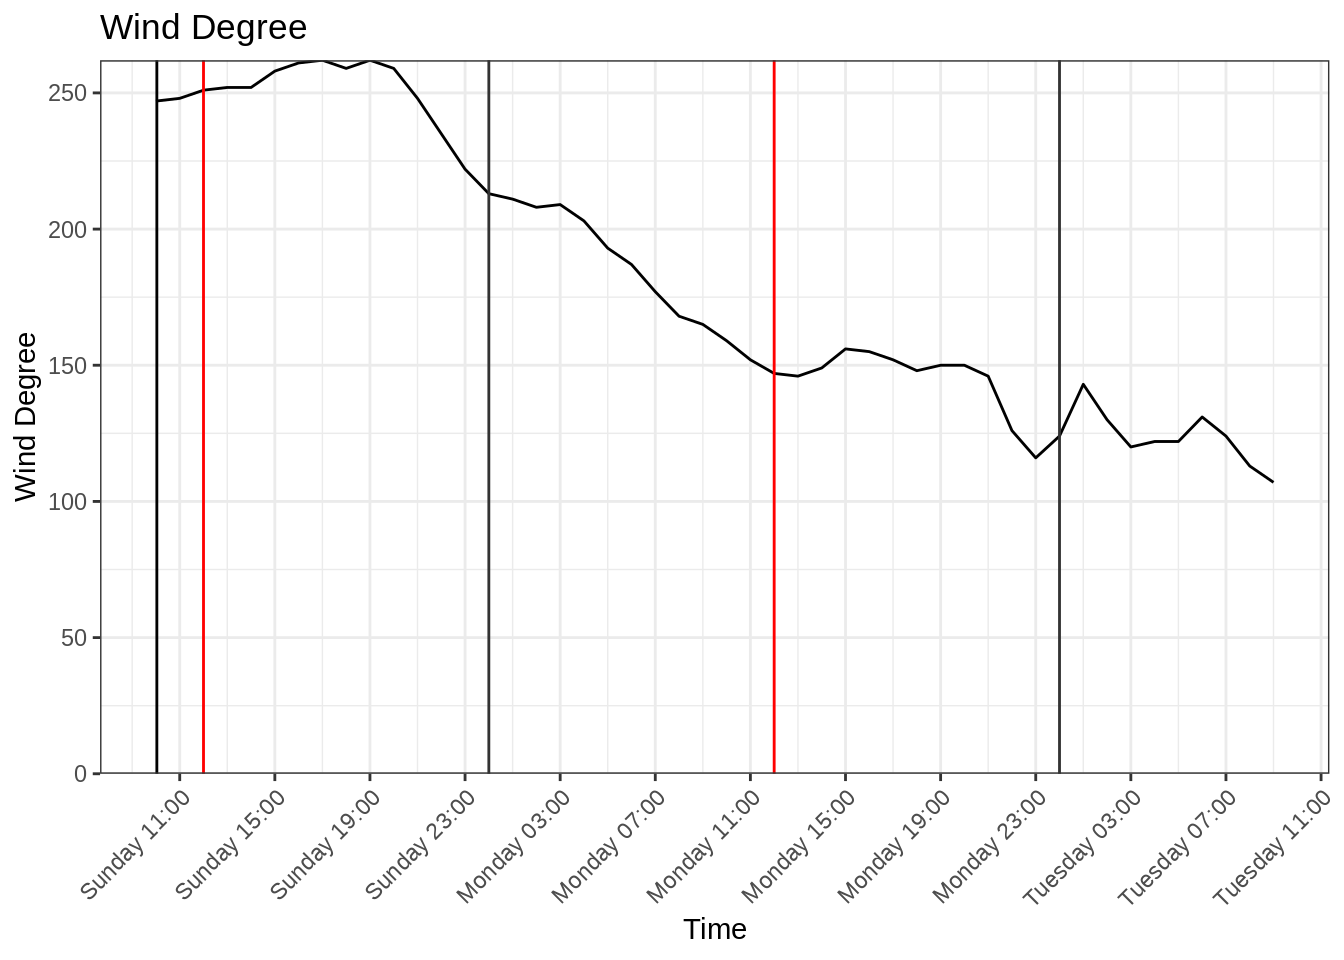 Wind Degree
Wind Degree
250
200
150
100
50
0
Sunday 11:00
Sunday 15:00
Sunday 19:00
Sunday 23:00
Monday 03:00
Monday 07:00
Monday 11:00
Monday 15:00
Monday 19:00
Monday 23:00
Tuesday 03:00
Tuesday 07:00
Tuesday 11:00
Time